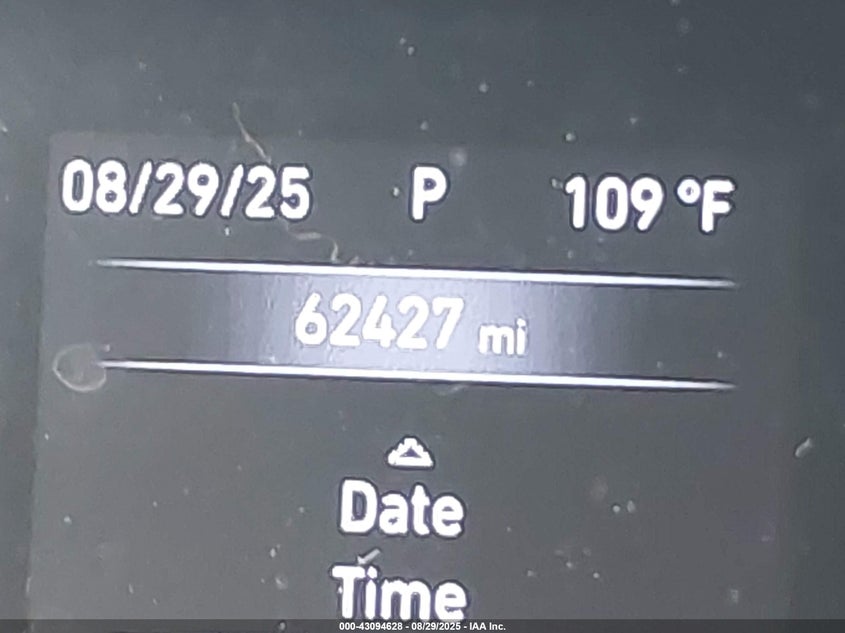 08/29/25 P 109 °F
62427 mi
Date
Time
000-43094628 - 08/29/2025 - IAA Inc.